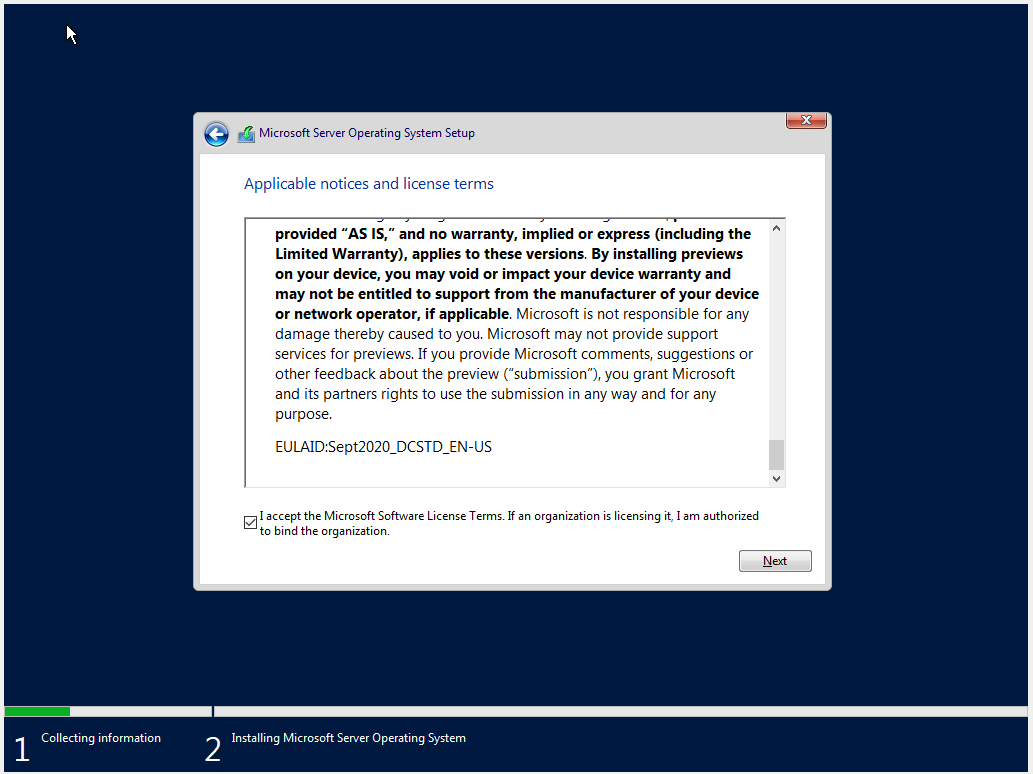 Microsoft Server Operating System Setup
Applicable notices and license terms
provided “AS IS,” and no warranty, implied or express (including the
Limited Warranty), applies to these versions. By installing previews
on your device, you may void or impact your device warranty and
may not be entitled to support from the manufacturer of your device
or network operator, if applicable. Microsoft is not responsible for any
damage thereby caused to you. Microsoft may not provide support
services for previews. If you provide Microsoft comments, suggestions or
other feedback about the preview (“submission”), you grant Microsoft
and its partners rights to use the submission in any way and for any
purpose.
EULAID:Sept2020_DCSTD_EN-US
I accept the Microsoft Software License Terms. If an organization is licensing it, I am authorized
to bind the organization.
Next
1 Collecting information
2 Installing Microsoft Server Operating System